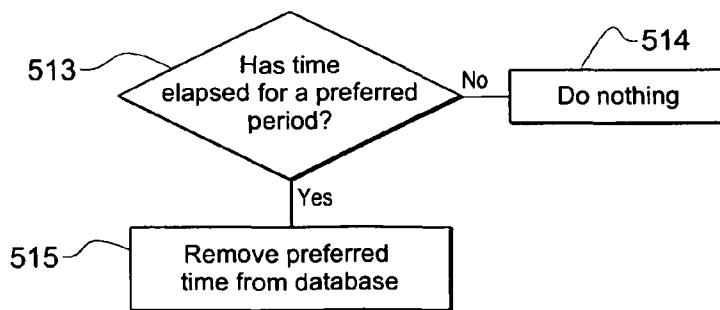 513
Has time
elapsed for a preferred
period?
No
514
Do nothing
Yes
515
Remove preferred
time from database